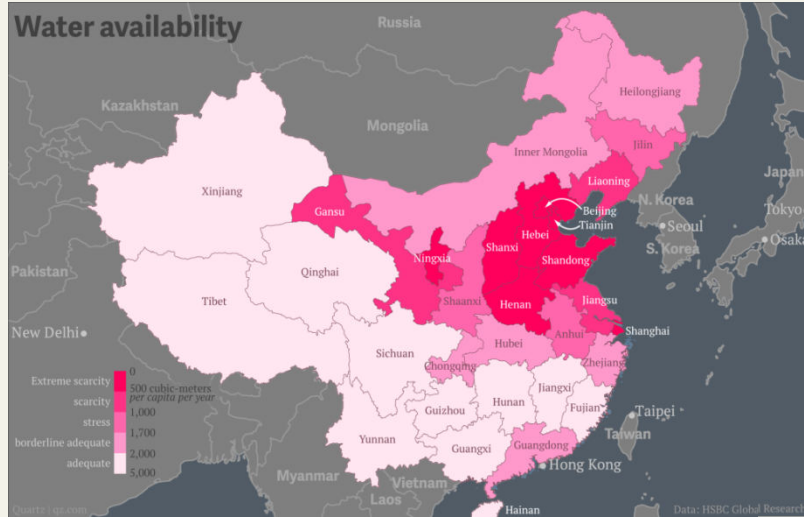 Water availability
Russia
Kazakhstan
Mongolia
Heilongjiang
Jilin
Inner Mongolia
Liaoning
Japan
N. Korea
Tokyo
Seoul
S. Korea
Osaka
Beijing
Tianjin
Xinjiang
Gansu
Hebei
Shanxi
Ningxia
Shandong
Qinghai
Pakistan
Shaanxi
Henan
Jiangsu
Tibet
Anhui
Shanghai
New Delhi
Hubei
Sichuan
Chongqing
Zhejiang
Hunan
Jiangxi
Guizhou
Fujian
Taipei
Yunnan
Guangxi
Guangdong
Taiwan
Hong Kong
Myanmar
Vietnam
Laos
Hainan
0
Extreme scarcity
500 cubic-meters
per capita per year
scarcity
1,000
stress
1,700
borderline adequate
2,000
adequate
5,000
Quartz | qz.com
Data: HSBC Global Research